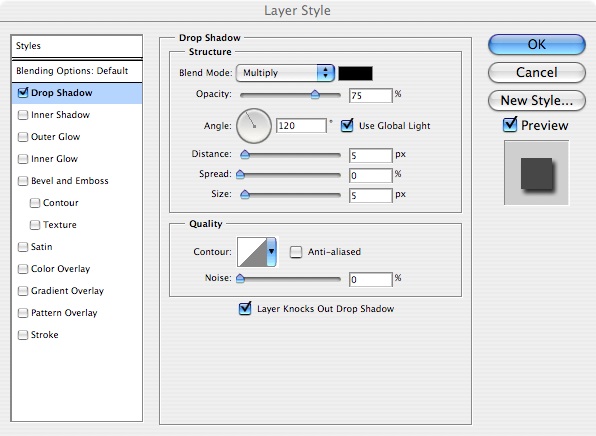 Layer Style
Styles
Blending Options: Default
Drop Shadow
Inner Shadow
Outer Glow
Inner Glow
Bevel and Emboss
Contour
Texture
Satin
Color Overlay
Gradient Overlay
Pattern Overlay
Stroke
Drop Shadow
Structure
Blend Mode: Multiply
Opacity: 75 %
Angle: 120 ° Use Global Light
Distance: 5 px
Spread: 0 %
Size: 5 px
Quality
Contour: Anti-aliased
Noise: 0 %
Layer Knocks Out Drop Shadow
OK
Cancel
New Style...
Preview